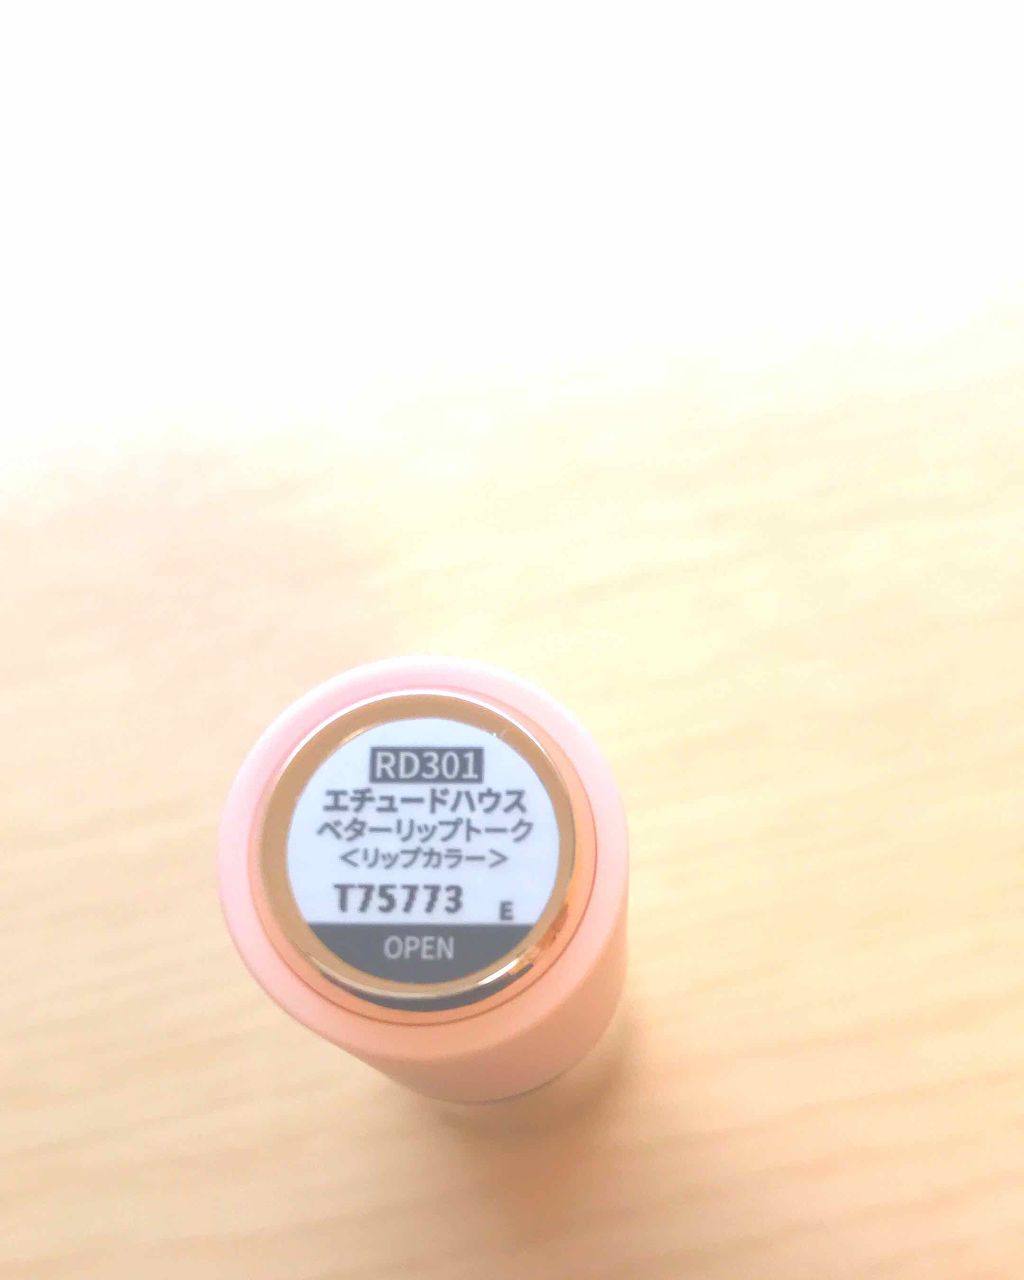 RD301
エチュードハウス
ベターリップトーク
＜リップカラー＞
T75773 E
OPEN